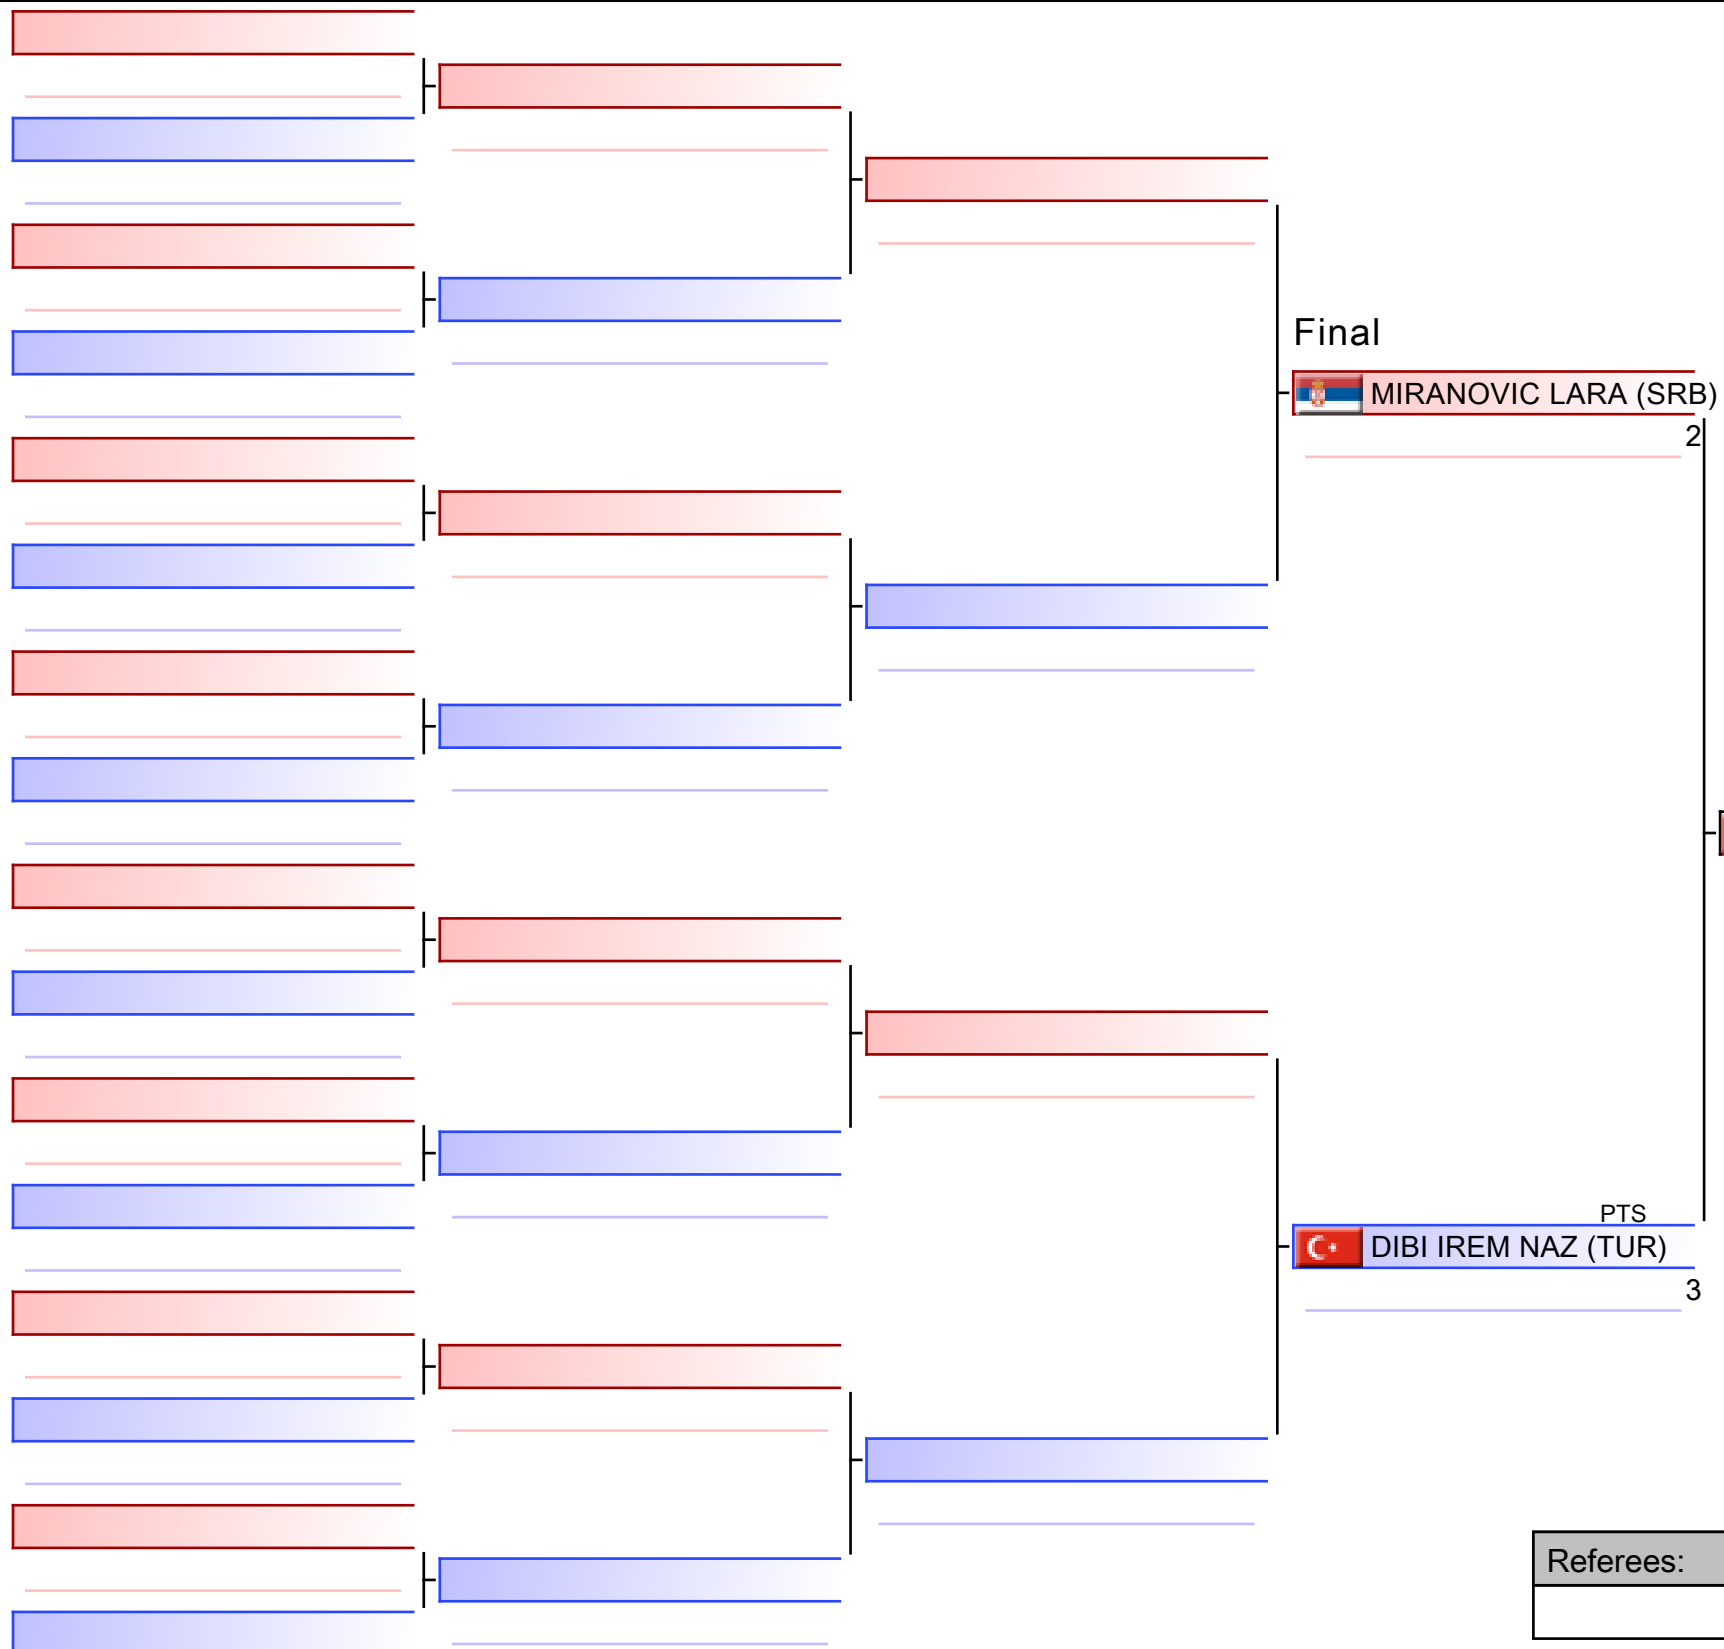 Final
MIRANOVIC LARA (SRB)
2
PTS
DIBI IREM NAZ (TUR)
3
Referees: